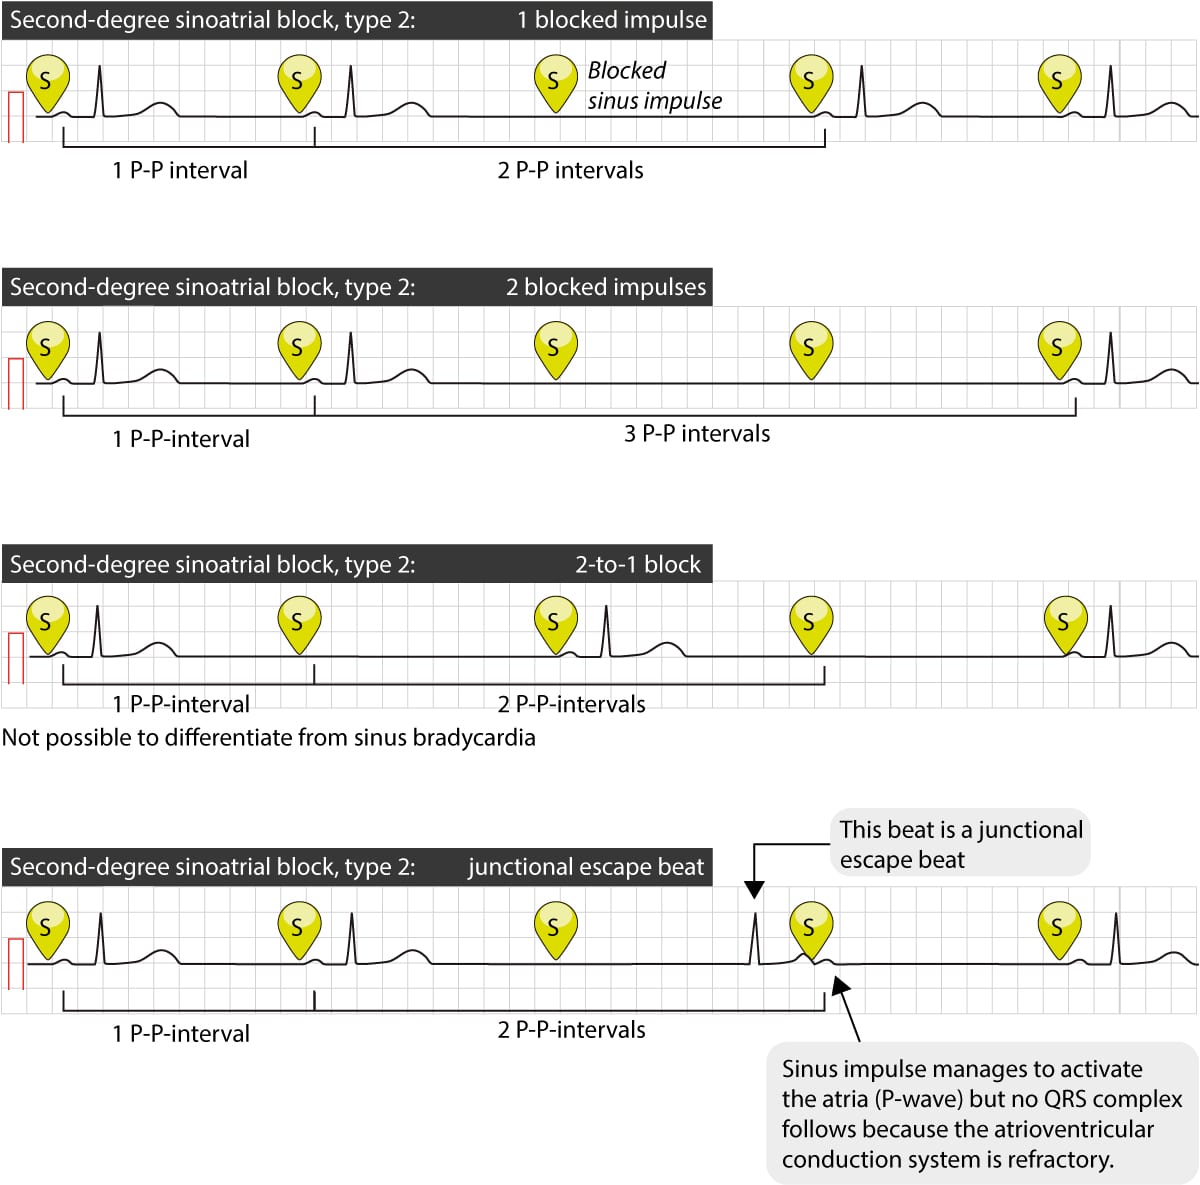 Second-degree sinoatrial block, type 2: 1 blocked impulse
S S S S S
Blocked
sinus impulse
1 P-P interval 2 P-P intervals
Second-degree sinoatrial block, type 2: 2 blocked impulses
S S S S S
1 P-P-interval 3 P-P intervals
Second-degree sinoatrial block, type 2: 2-to-1 block
S S S S S
1 P-P-interval 2 P-P-intervals
Not possible to differentiate from sinus bradycardia
This beat is a junctional
escape beat
Second-degree sinoatrial block, type 2: junctional escape beat
S S S S S
1 P-P-interval 2 P-P-intervals
Sinus impulse manages to activate
the atria (P-wave) but no QRS complex
follows because the atrioventricular
conduction system is refractory.